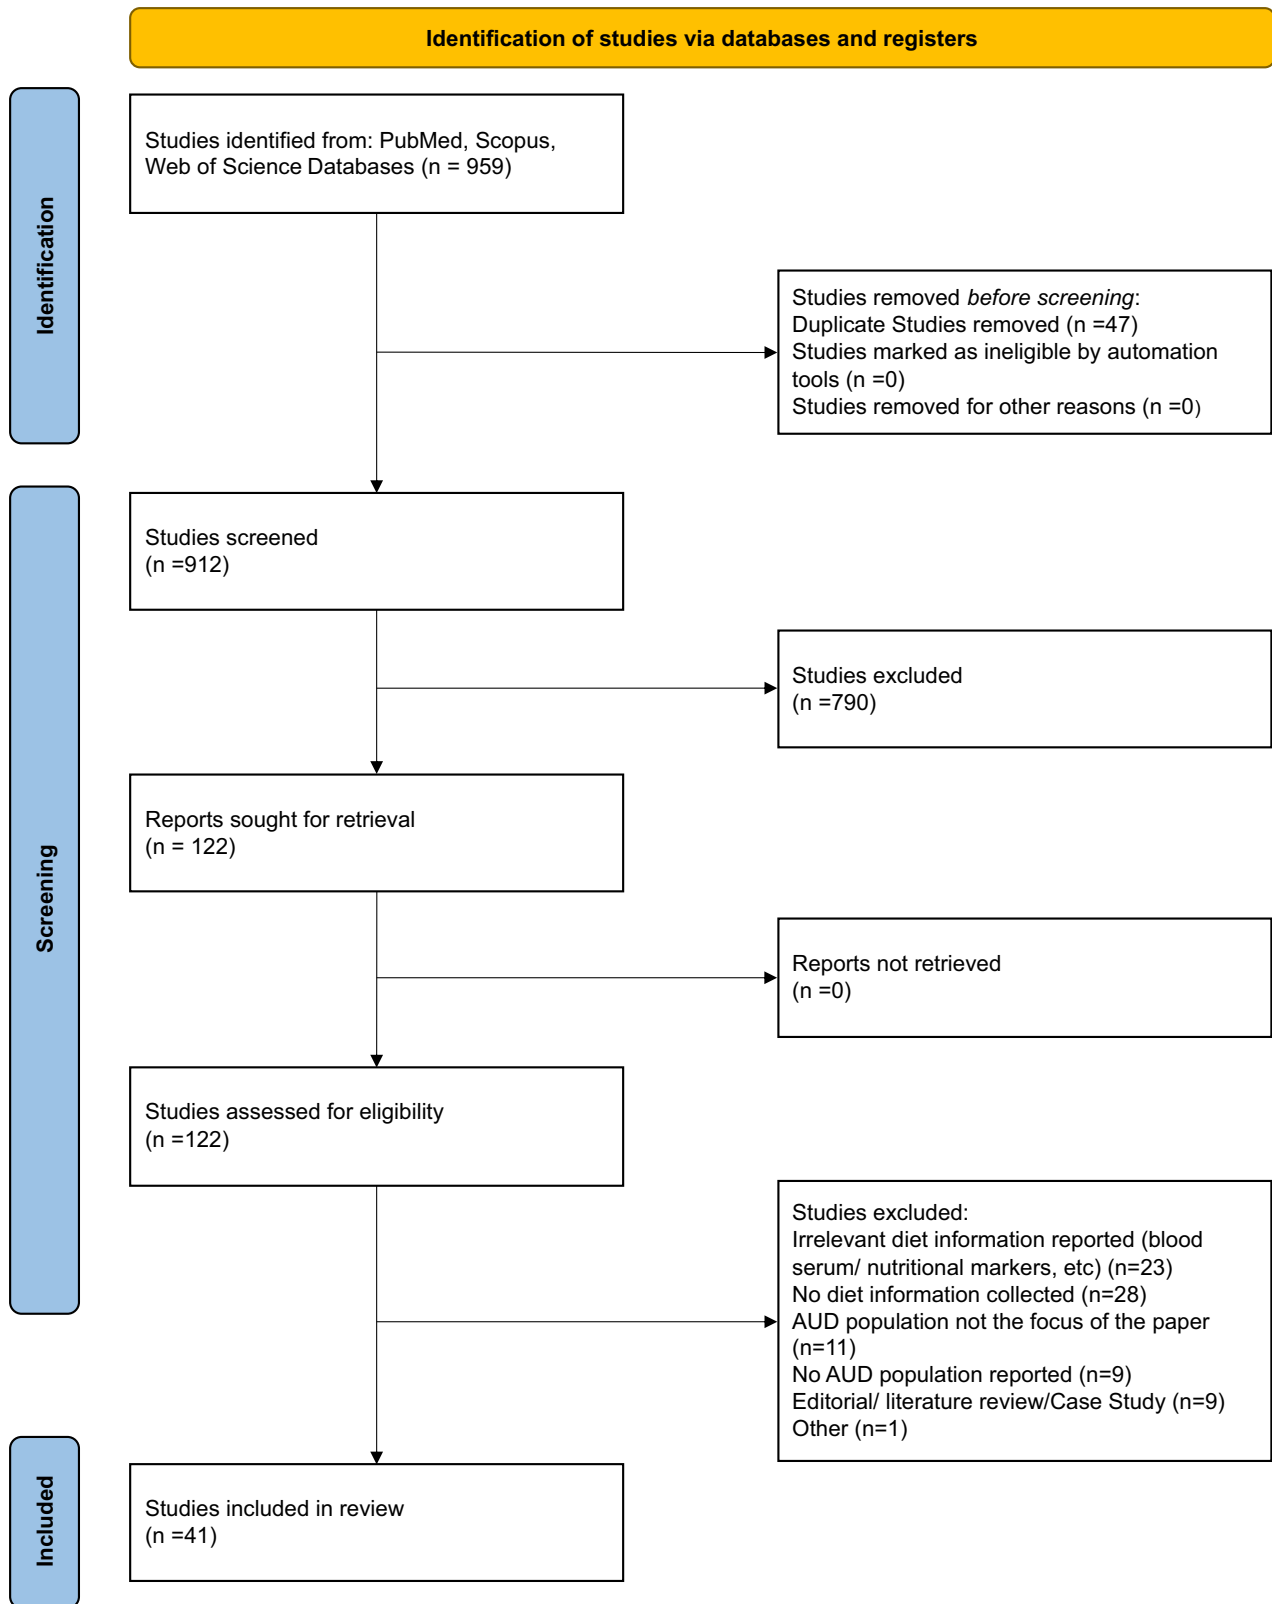 Identification of studies via databases and registers
Identification
Studies identified from: PubMed, Scopus,
Web of Science Databases (n = 959)
Studies removed before screening:
Duplicate Studies removed (n =47)
Studies marked as ineligible by automation
tools (n =0)
Studies removed for other reasons (n =0)
Screening
Studies screened
(n =912)
Studies excluded
(n =790)
Reports sought for retrieval
(n = 122)
Reports not retrieved
(n =0)
Studies assessed for eligibility
(n =122)
Studies excluded:
Irrelevant diet information reported (blood
serum/ nutritional markers, etc) (n=23)
No diet information collected (n=28)
AUD population not the focus of the paper
(n=11)
No AUD population reported (n=9)
Editorial/ literature review/Case Study (n=9)
Other (n=1)
Included
Studies included in review
(n =41)